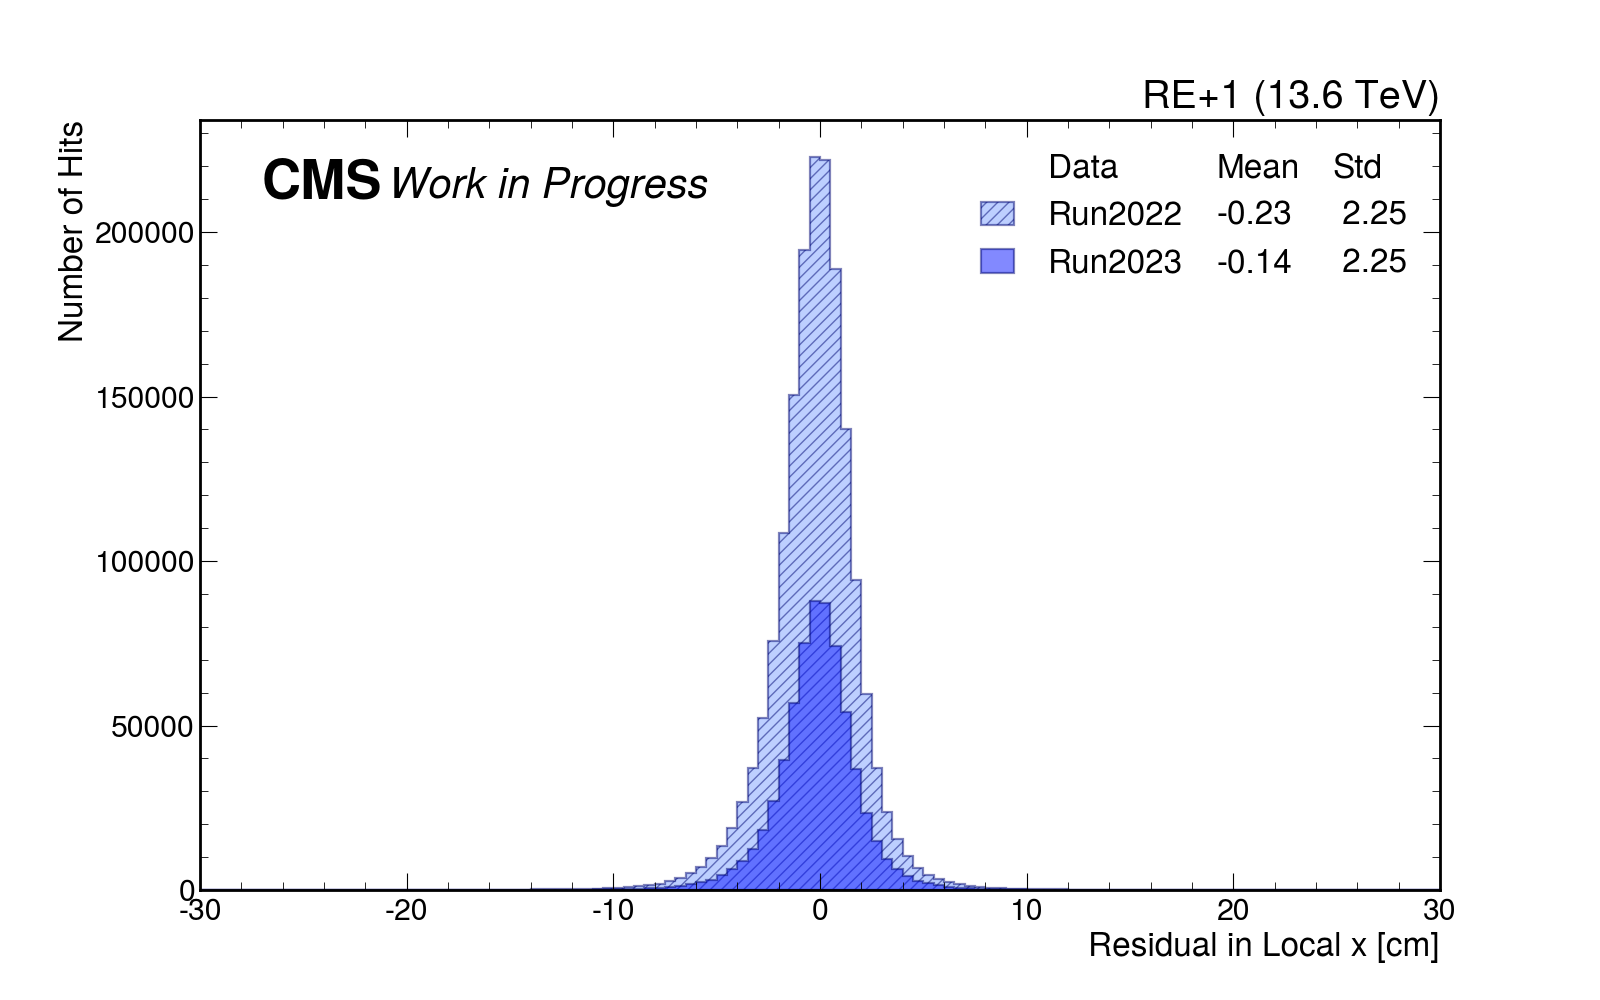 RE+1 (13.6 TeV)
CMS Work in Progress
Data Mean Std
Run2022 -0.23 2.25
Run2023 -0.14 2.25
Number of Hits
200000
150000
100000
50000
0
-30 -20 -10 0 10 20 30
Residual in Local x [cm]